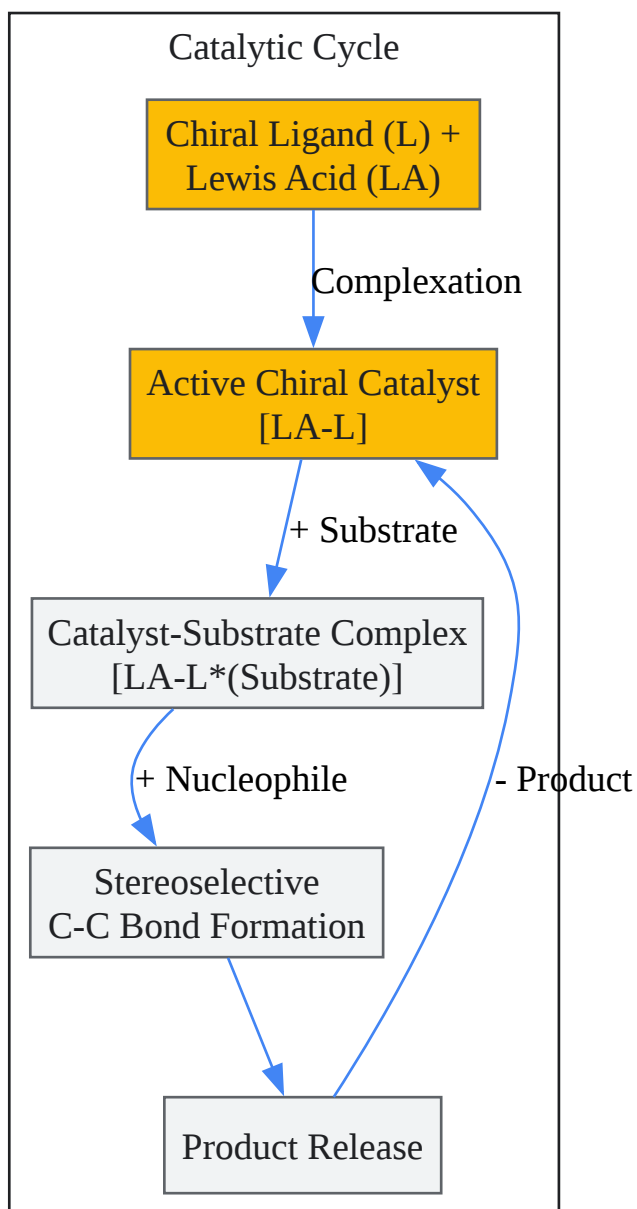 Catalytic Cycle
Chiral Ligand (L) +
Lewis Acid (LA)
Complexation
Active Chiral Catalyst
[LA-L]
+ Substrate
Catalyst-Substrate Complex
[LA-L*(Substrate)]
+ Nucleophile
- Product
Stereoselective
C-C Bond Formation
Product Release